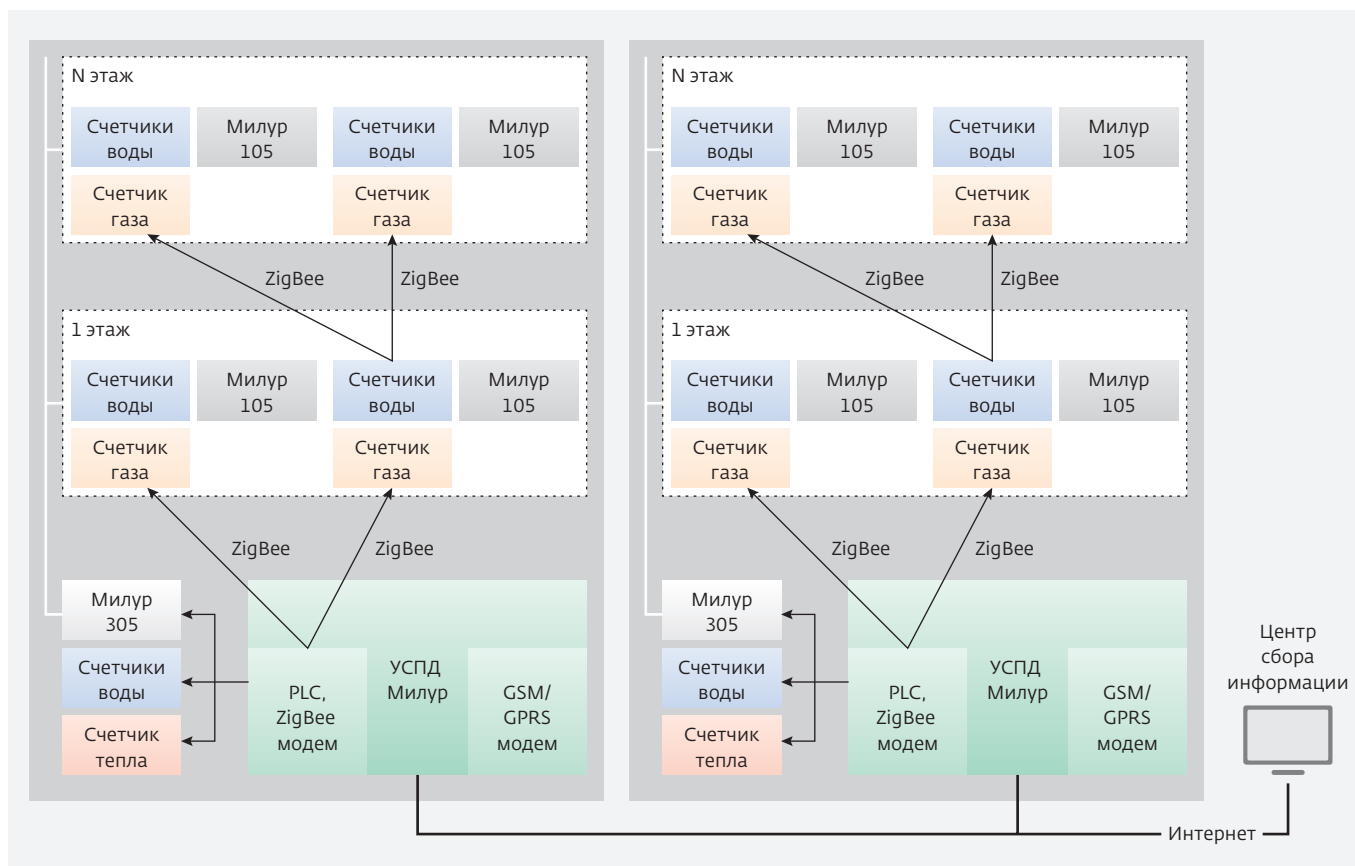 N этаж
Счетчики
воды
Милур
105
Счетчики
воды
Милур
105
Счетчик
газа
Счетчик
газа
ZigBee
ZigBee
1 этаж
Счетчики
воды
Милур
105
Счетчики
воды
Милур
105
Счетчик
газа
Счетчик
газа
ZigBee
ZigBee
Милур
305
Счетчики
воды
Счетчик
тепла
PLC,
ZigBee
модем
УСПД
Милур
GSM/
GPRS
модем
N этаж
Счетчики
воды
Милур
105
Счетчики
воды
Милур
105
Счетчик
газа
Счетчик
газа
ZigBee
ZigBee
1 этаж
Счетчики
воды
Милур
105
Счетчики
воды
Милур
105
Счетчик
газа
Счетчик
газа
ZigBee
ZigBee
Милур
305
Счетчики
воды
Счетчик
тепла
PLC,
ZigBee
модем
УСПД
Милур
GSM/
GPRS
модем
Центр
сбора
информации
Интернет